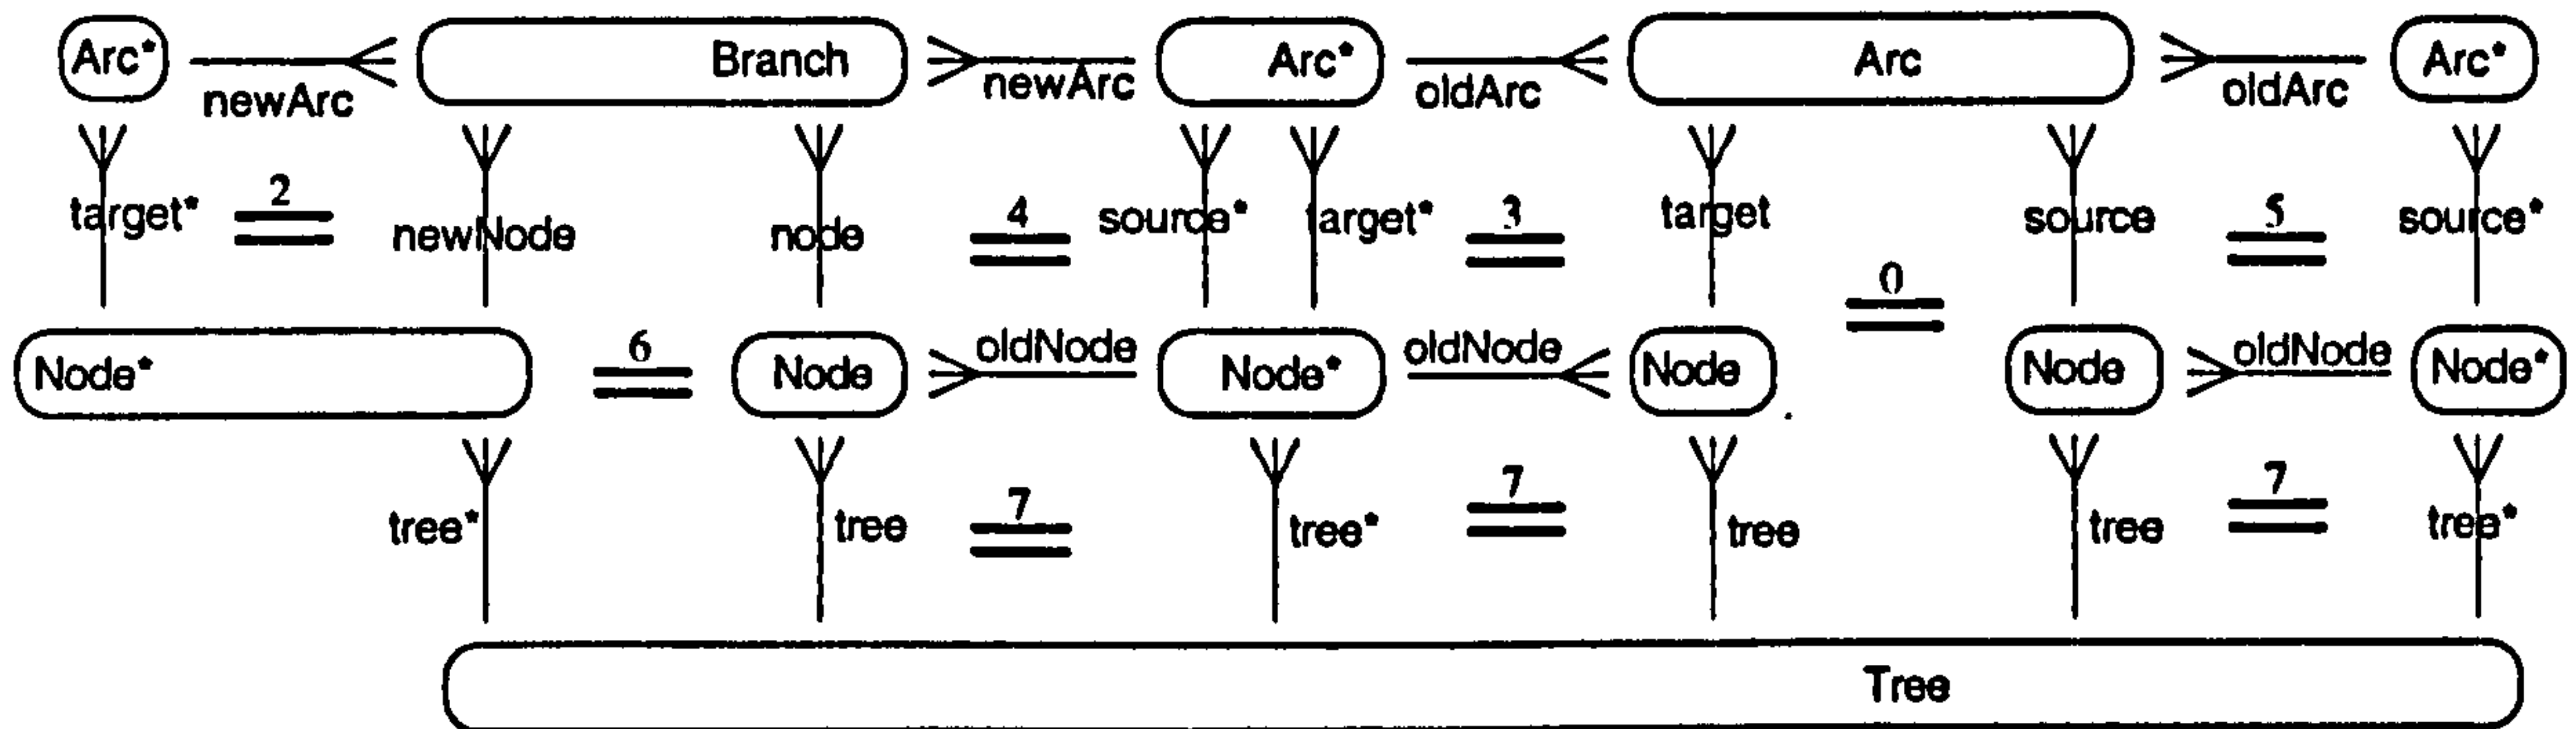 Arc* Branch Arc* Arc Arc*
newArc newArc oldArc oldArc
target* 2 newNode node 4 source* target* 3 target source 5 source*
0
Node* 6 Node oldNode Node* oldNode Node Node oldNode Node*
tree* tree 7 tree* 7 tree tree 7 tree*
Tree